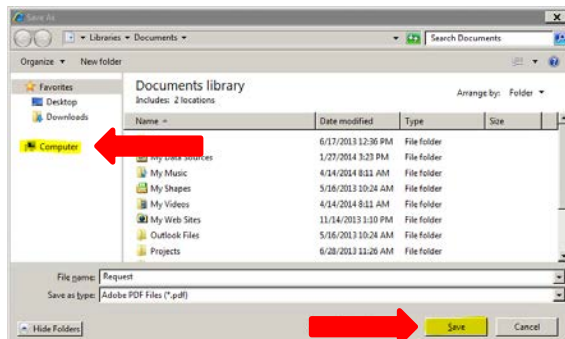 Save As
Libraries Documents
Search Documents
Organize New folder
Favorites
Desktop
Downloads
Computer
Documents library
Includes: 2 locations
Arrange by: Folder
Name Date modified Type Size
6/17/2013 12:36 PM File folder
My Data Sources 1/27/2014 3:23 PM File folder
My Music 4/14/2014 8:11 AM File folder
My Shapes 5/16/2013 10:24 AM File folder
My Videos 4/14/2014 8:11 AM File folder
My Web Sites 11/14/2013 1:10 PM File folder
Outlook Files 5/16/2013 10:24 AM File folder
Projects 6/28/2013 11:26 AM File folder
File name: Request
Save as type: Adobe PDF Files (*.pdf)
Hide Folders
Save
Cancel